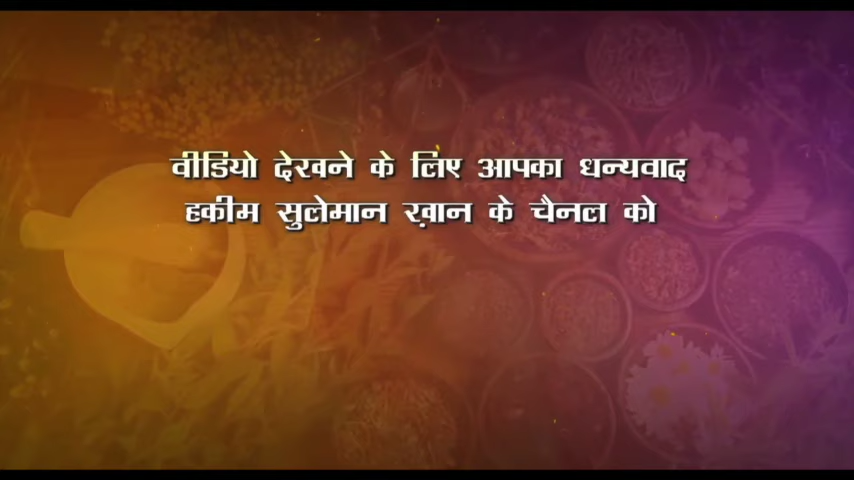 वीडियो देखने के लिए आपका धन्यवाद
हकीम सुलेमान ख़ान के चैनल को